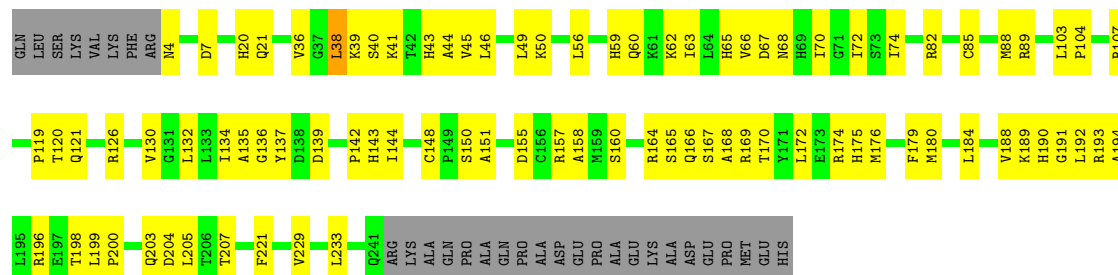 GLN LEU SER LYS VAL LYS PHE ARG N4 D7 H20 Q21 V36 G37 L38 K39 S40 K41 T42 H43 A44 V45 L46 L49 K50 L56 H59 Q60 K61 K62 I63 L64 H65 V66 D67 N68 H69 I70 G71 I72 S73 I74 R82 C85 M88 R89 L103 P104 R107
P119 T120 Q121 R126 V130 G131 L132 L133 I134 A135 G136 Y137 D138 D139 P142 H143 I144 C148 P149 S150 A151 D155 C156 R157 A158 M159 S160 R164 S165 Q166 S167 A168 R169 T170 Y171 L172 E173 R174 H175 M176 F179 M180 L184 V188 K189 H190 G191 L192 R193 A194
L195 R196 E197 T198 L199 P200 Q203 D204 L205 T206 T207 F221 V229 L233 Q241 ARG LYS ALA GLN PRO ALA GLN PRO ALA ASP GLU PRO ALA GLU LYS ALA ASP GLU PRO MET GLU HIS